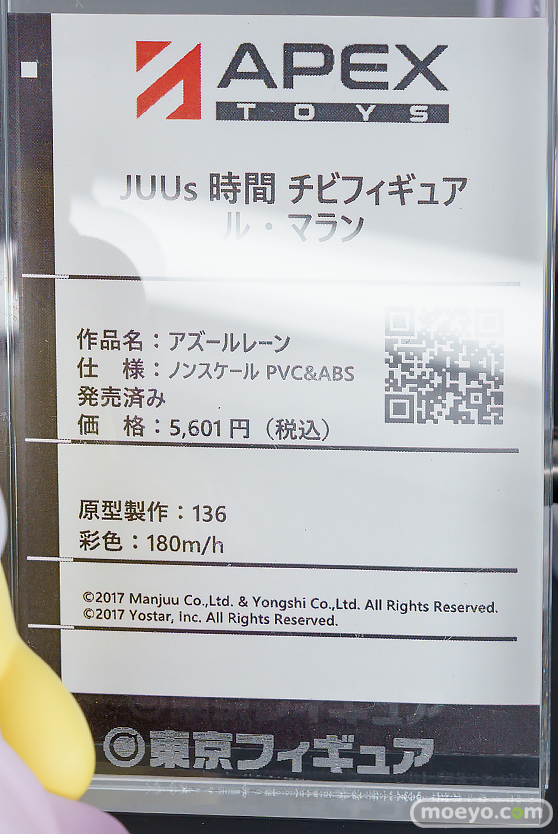 APEX
TOYS
JUUs 時間 チビフィギュア
ル・マラン
作品名：アズールレーン
仕　様：ノンスケール PVC&ABS
発売済み
価　格：5,601 円（税込）
原型製作：136
彩色：180m/h
©2017 Manjuu Co.,Ltd. & Yongshi Co.,Ltd. All Rights Reserved.
©2017 Yostar, Inc. All Rights Reserved.
東京フィギュア
moeyo.com